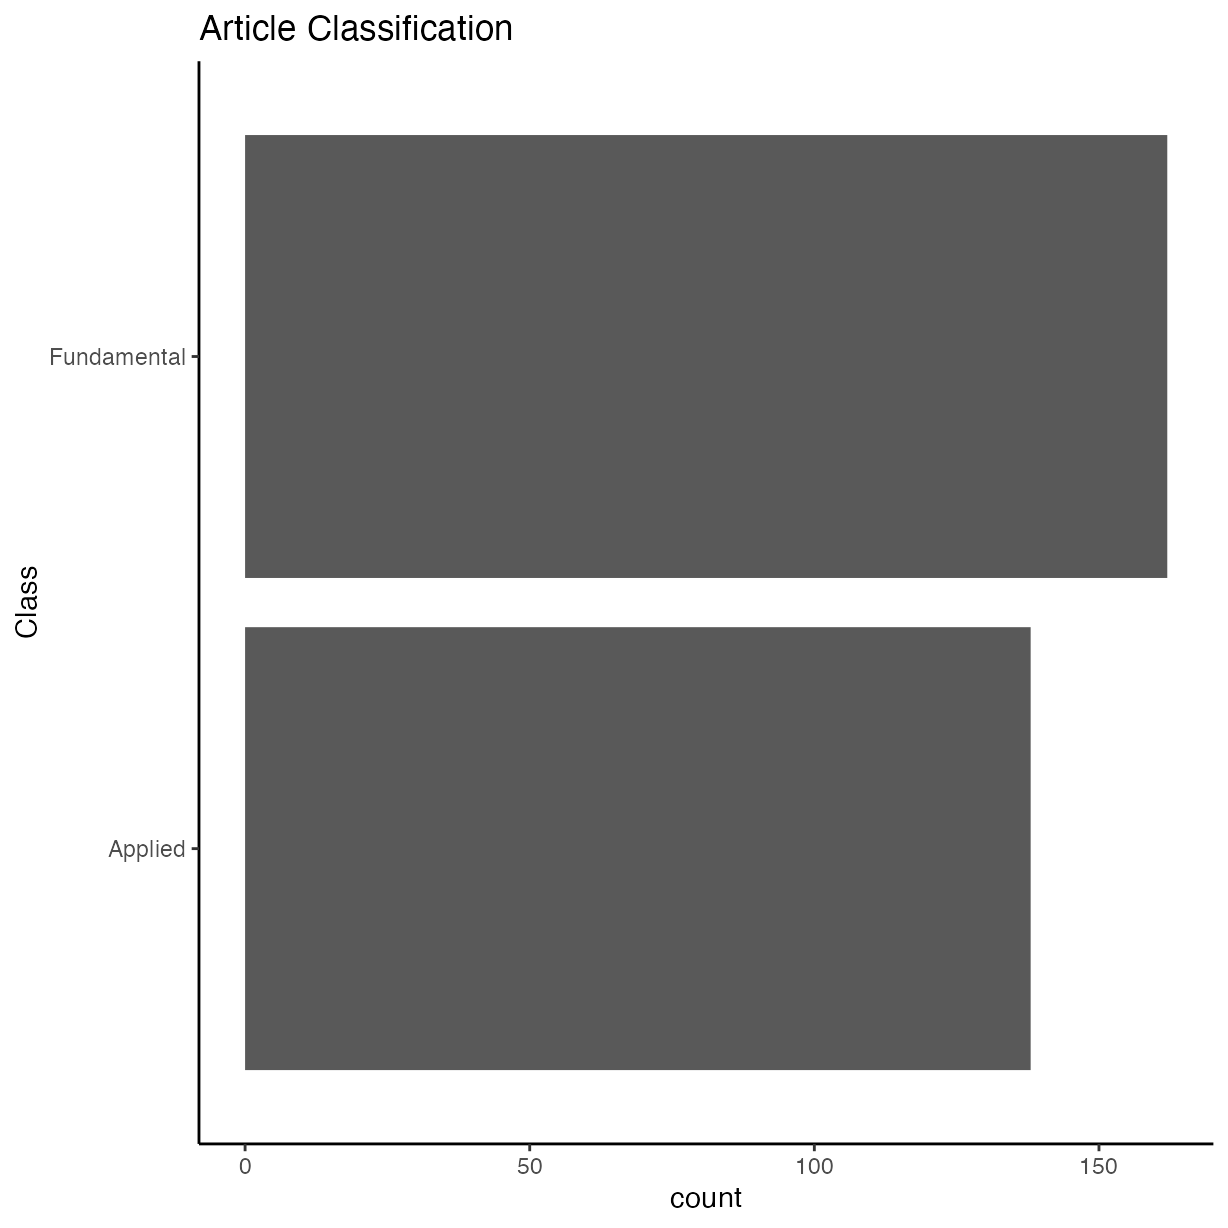 Article Classification
Fundamental
Class
Applied
0 50 100 150
count